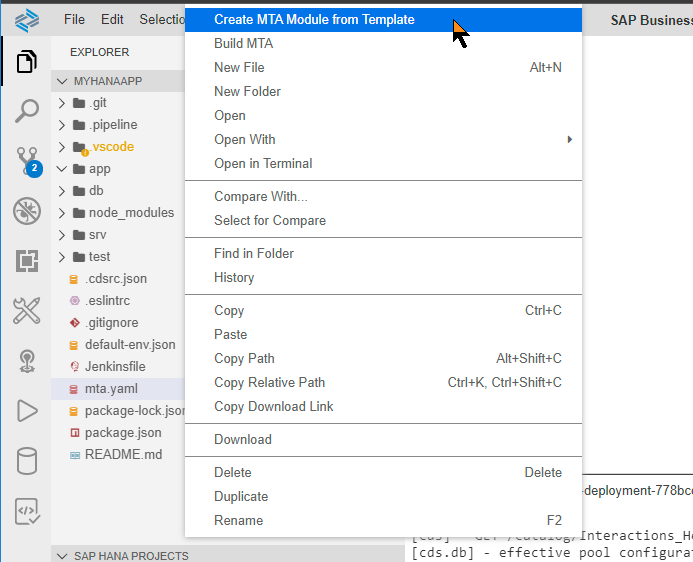 File Edit Selectio
SAP Business
EXPLORER
MYHANAAPP
.git
.pipeline
.vscode
app
db
node_modules
srv
test
.cdsrc.json
.eslintrc
.gitignore
default-env.json
Jenkinsfile
mta.yaml
package-lock.json
package.json
README.md
SAP HANA PROJECTS
2
Create MTA Module from Template
Build MTA
New File Alt+N
New Folder
Open
Open With
Open in Terminal
Compare With...
Select for Compare
Find in Folder
History
Copy Ctrl+C
Paste
Copy Path Alt+Shift+C
Copy Relative Path Ctrl+K, Ctrl+Shift+C
Copy Download Link
Download
Delete Delete
Duplicate
Rename F2
-deployment-778bcc
[cds] - GET /catalog/Interactions_He
[cds.db] - effective pool configurat